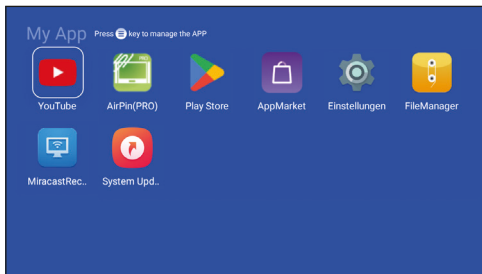 My App Press key to manage the APP
YouTube AirPin(PRO) Play Store AppMarket Einstellungen FileManager
MiracastRec.. System Upd..